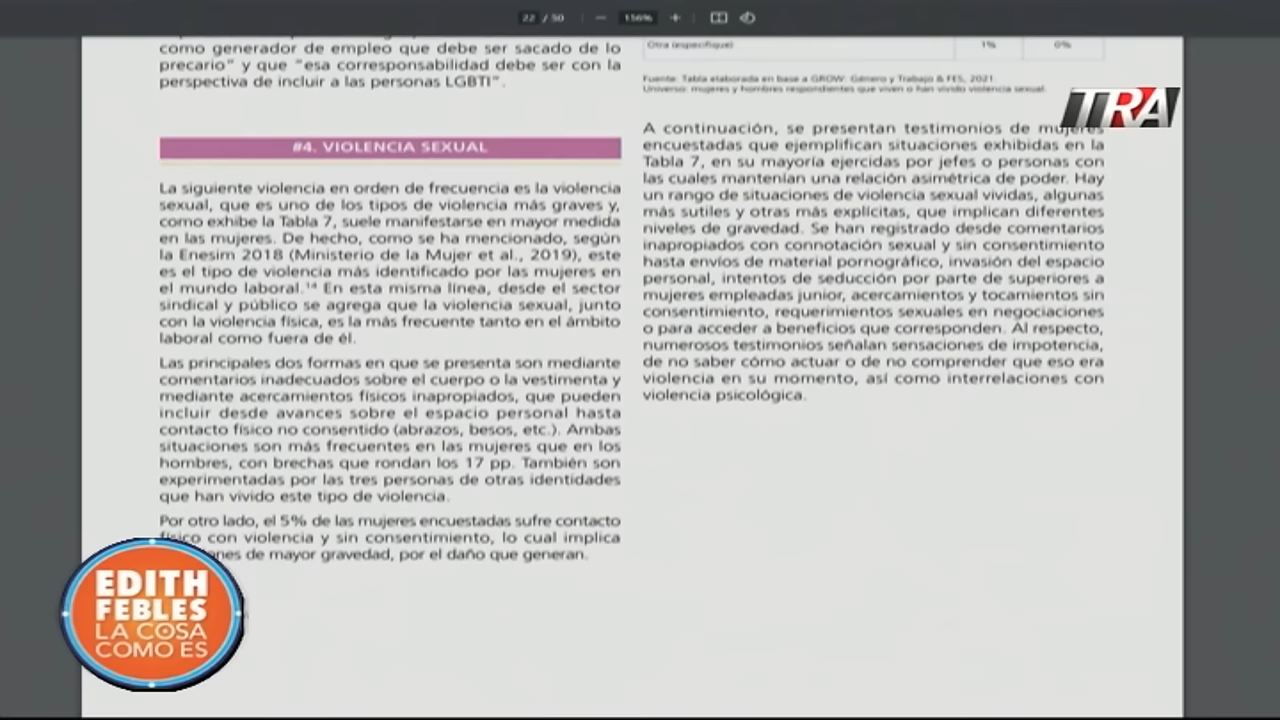 22 / 50
156%
como generador de empleo que debe ser sacado de lo
precario” y que “esa corresponsabilidad debe ser con la
perspectiva de incluir a las personas LGBTI”.
#4. VIOLENCIA SEXUAL
La siguiente violencia en orden de frecuencia es la violencia
sexual, que es uno de los tipos de violencia más graves y,
como exhibe la Tabla 7, suele manifestarse en mayor medida
en las mujeres. De hecho, como se ha mencionado, según
la Enesim 2018 (Ministerio de la Mujer et al., 2019), este
es el tipo de violencia más identificado por las mujeres en
el mundo laboral.¹⁴ En esta misma línea, desde el sector
sindical y público se agrega que la violencia sexual, junto
con la violencia física, es la más frecuente tanto en el ámbito
laboral como fuera de él.
Las principales dos formas en que se presenta son mediante
comentarios inadecuados sobre el cuerpo o la vestimenta y
mediante acercamientos físicos inapropiados, que pueden
incluir desde avances sobre el espacio personal hasta
contacto físico no consentido (abrazos, besos, etc.). Ambas
situaciones son más frecuentes en las mujeres que en los
hombres, con brechas que rondan los 17 pp. También son
experimentadas por las tres personas de otras identidades
que han vivido este tipo de violencia.
Por otro lado, el 5% de las mujeres encuestadas sufre contacto
físico con violencia y sin consentimiento, lo cual implica
de mayor gravedad, por el daño que generan.
Otra (especifique) 1% 0%
Fuente: Tabla elaborada en base a GROW: Género y Trabajo & FES, 2021.
Universo: mujeres y hombres respondientes que viven o han vivido violencia sexual.
A continuación, se presentan testimonios de mujeres
encuestadas que ejemplifican situaciones exhibidas en la
Tabla 7, en su mayoría ejercidas por jefes o personas con
las cuales mantenían una relación asimétrica de poder. Hay
un rango de situaciones de violencia sexual vividas, algunas
más sutiles y otras más explícitas, que implican diferentes
niveles de gravedad. Se han registrado desde comentarios
inapropiados con connotación sexual y sin consentimiento
hasta envíos de material pornográfico, invasión del espacio
personal, intentos de seducción por parte de superiores a
mujeres empleadas junior, acercamientos y tocamientos sin
consentimiento, requerimientos sexuales en negociaciones
o para acceder a beneficios que corresponden. Al respecto,
numerosos testimonios señalan sensaciones de impotencia,
de no saber cómo actuar o de no comprender que eso era
violencia en su momento, así como interrelaciones con
violencia psicológica.
TRA
EDITH
FEBLES
LA COSA
COMO ES